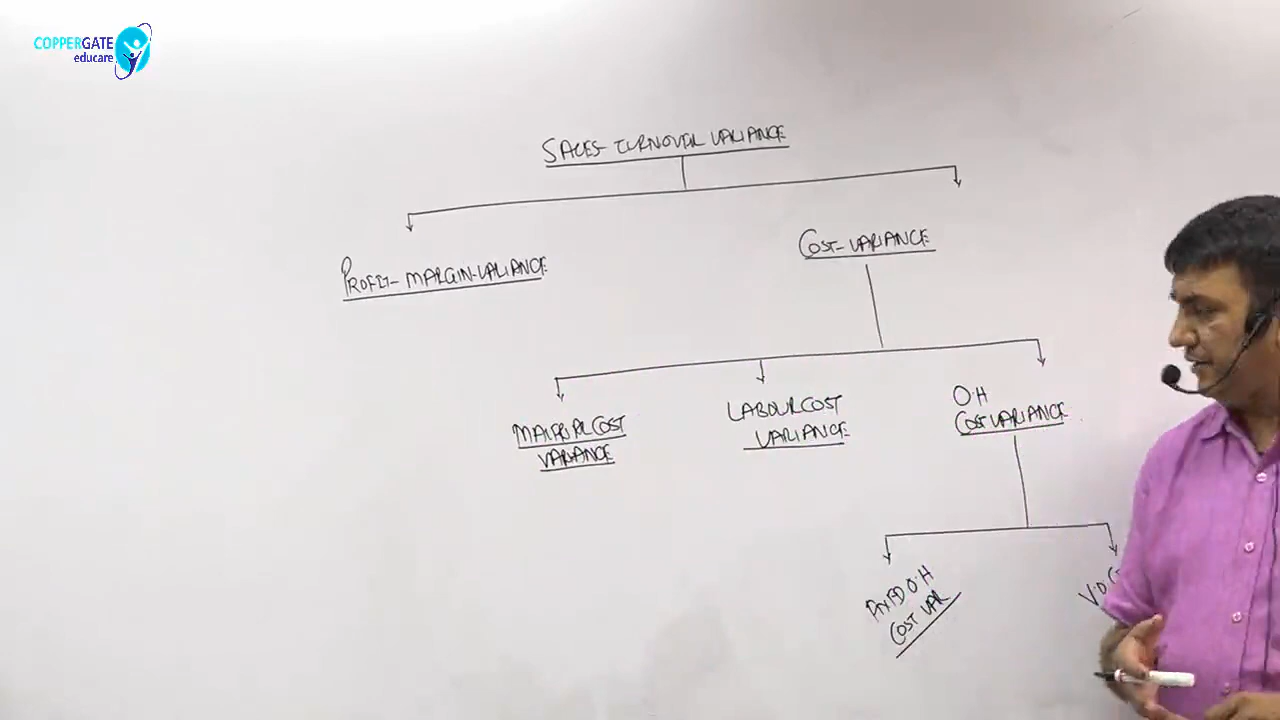 COPPERGATE
educare
SALES-TURNOVER VARIANCE
PROFIT-MARGIN-VARIANCE
COST-VARIANCE
MATERIAL COST
VARIANCE
LABOUR COST
VARIANCE
O.H
COST VARIANCE
FIXED O.H
COST VAR
V.O